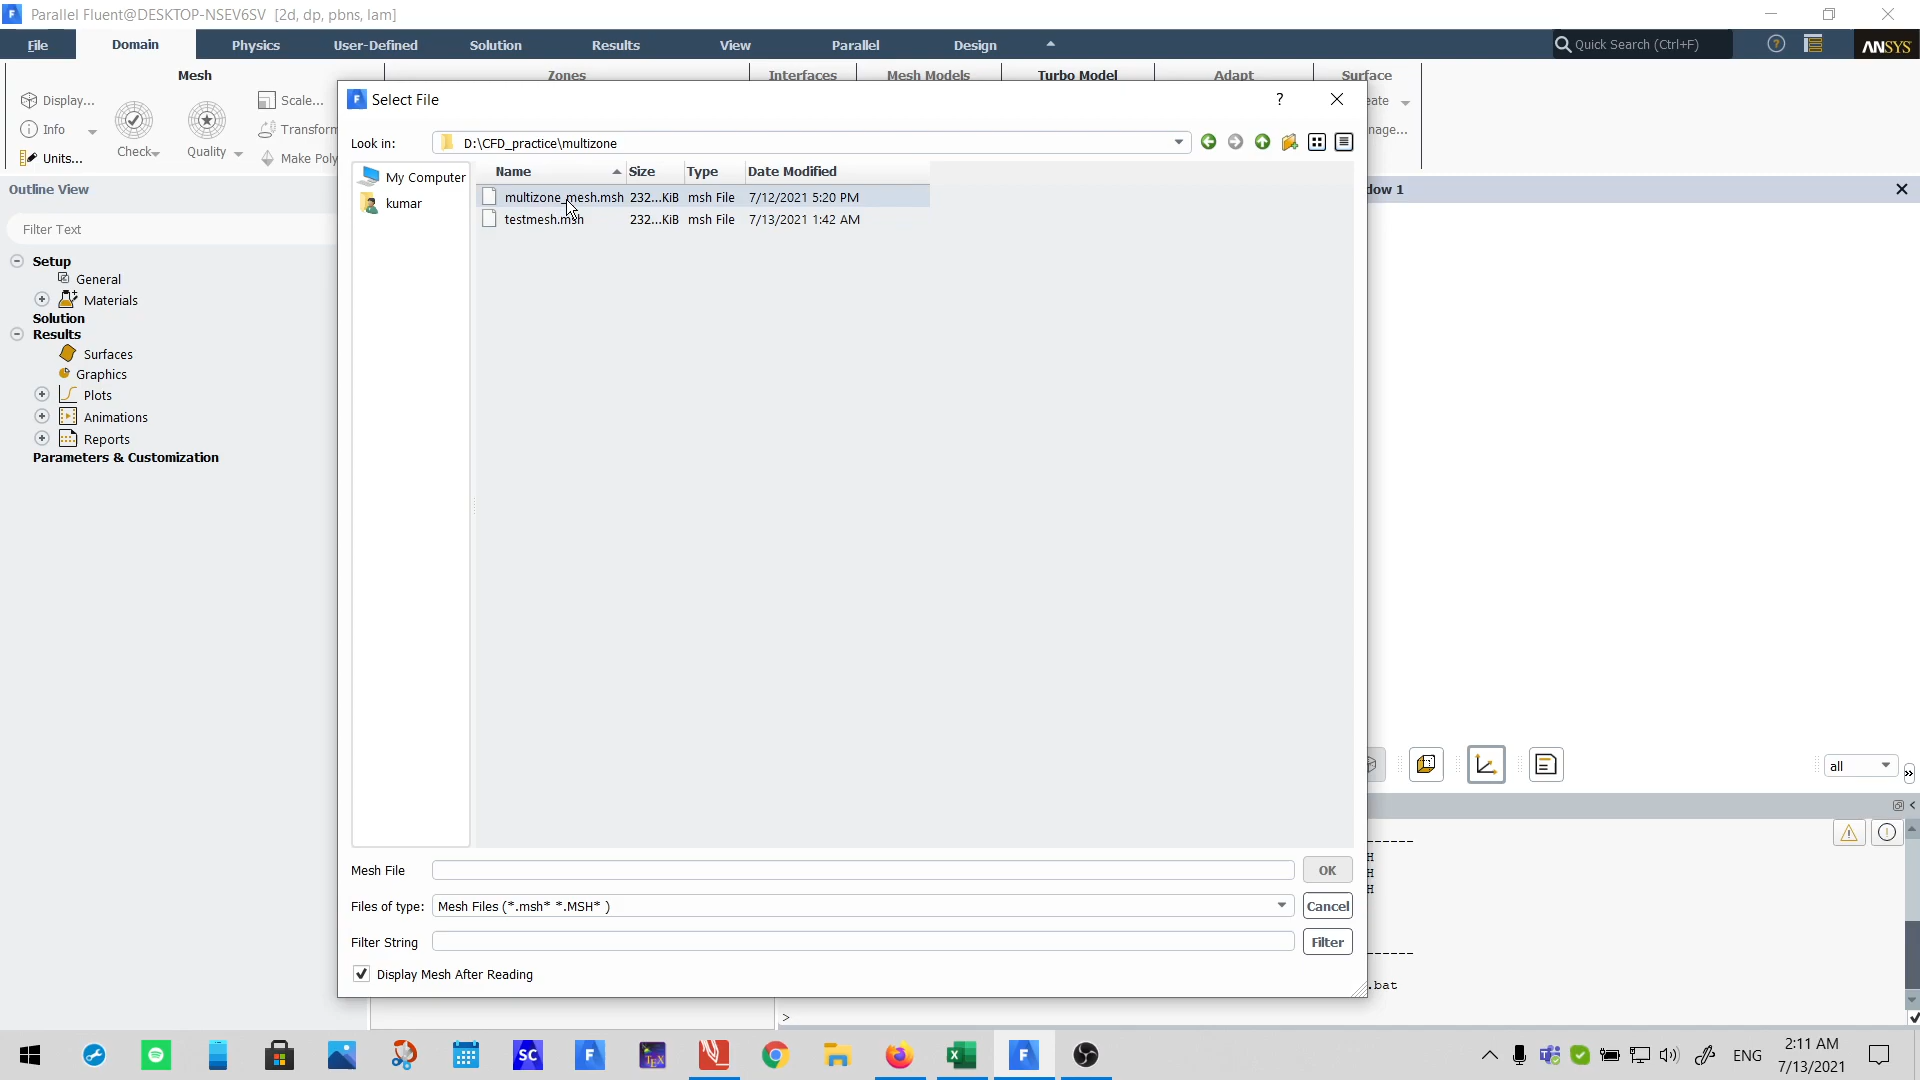 Parallel Fluent@DESKTOP-NSEV6SV [2d, dp, pbns, lam]
File Domain Physics User-Defined Solution Results View Parallel Design Quick Search (Ctrl+F) ANSYS
Mesh Zones Interfaces Mesh Models Turbo Model Adapt Surface
Display...
Info
Units...
Check
Quality
Scale...
Transform
Make Poly
eate
nage...
Select File
Look in: D:\CFD_practice\multizone
My Computer
kumar
Name Size Type Date Modified
multizone_mesh.msh 232...KiB msh File 7/12/2021 5:20 PM
testmesh.msh 232...KiB msh File 7/13/2021 1:42 AM
Mesh File OK
Files of type: Mesh Files (*.msh* *.MSH* ) Cancel
Filter String Filter
Display Mesh After Reading
Outline View
Filter Text
Setup
General
Materials
Solution
Results
Surfaces
Graphics
Plots
Animations
Reports
Parameters & Customization
dow 1
all
»
------
H
H
H
------
.bat
>
SC
TEX
ENG
2:11 AM
7/13/2021